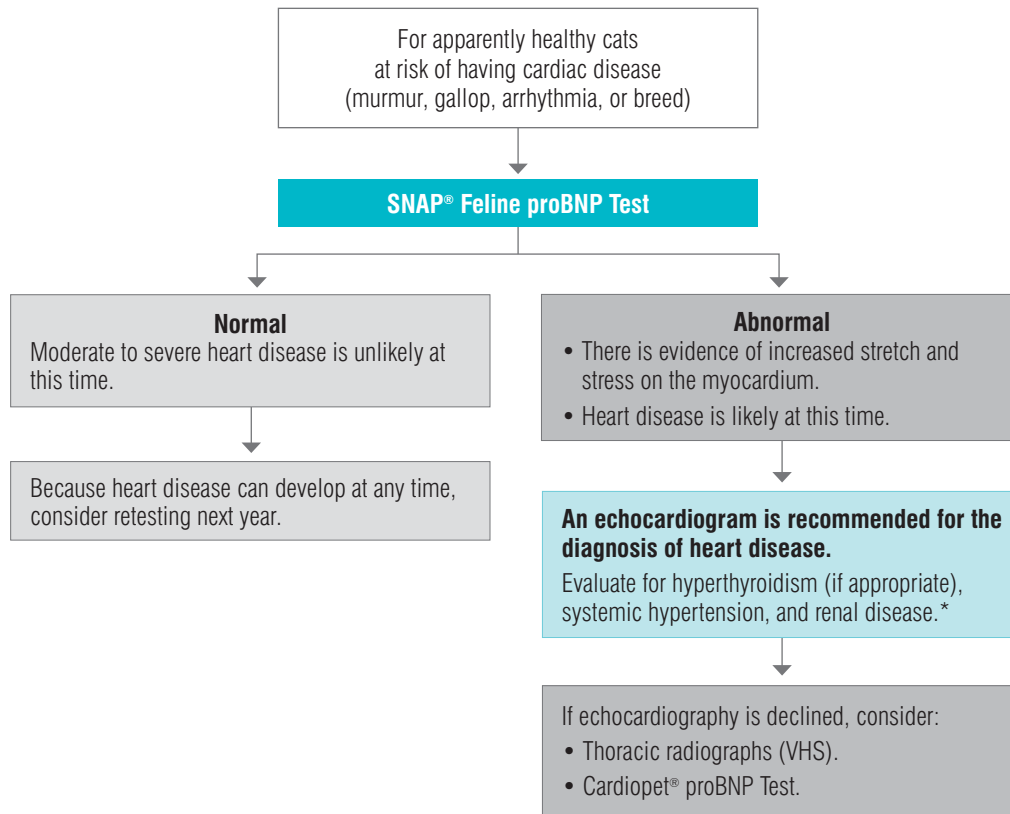 For apparently healthy cats
at risk of having cardiac disease
(murmur, gallop, arrhythmia, or breed)
SNAP® Feline proBNP Test
Normal
Moderate to severe heart disease is unlikely at
this time.
Because heart disease can develop at any time,
consider retesting next year.
Abnormal
• There is evidence of increased stretch and
stress on the myocardium.
• Heart disease is likely at this time.
An echocardiogram is recommended for the
diagnosis of heart disease.
Evaluate for hyperthyroidism (if appropriate),
systemic hypertension, and renal disease.*
If echocardiography is declined, consider:
• Thoracic radiographs (VHS).
• Cardiopet® proBNP Test.